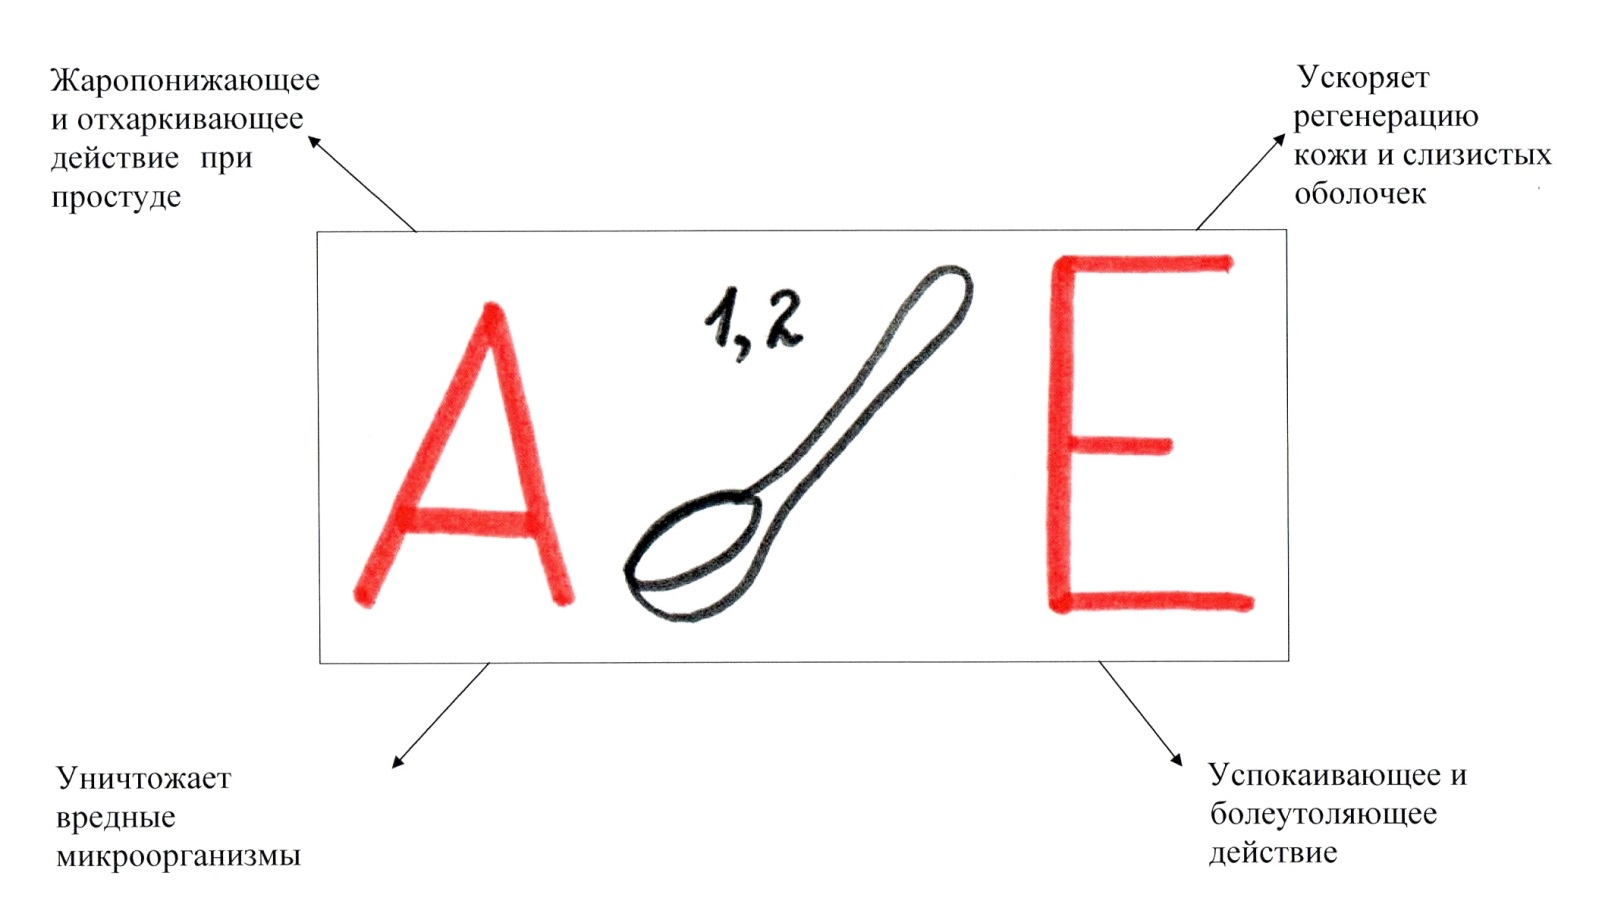 Жаропонижающее
и отхаркивающее
действие при
простуде
Ускоряет
регенерацию
кожи и слизистых
оболочек
А
1,2
Е
Уничтожает
вредные
микроорганизмы
Успокаивающее и
болеутоляющее
действие